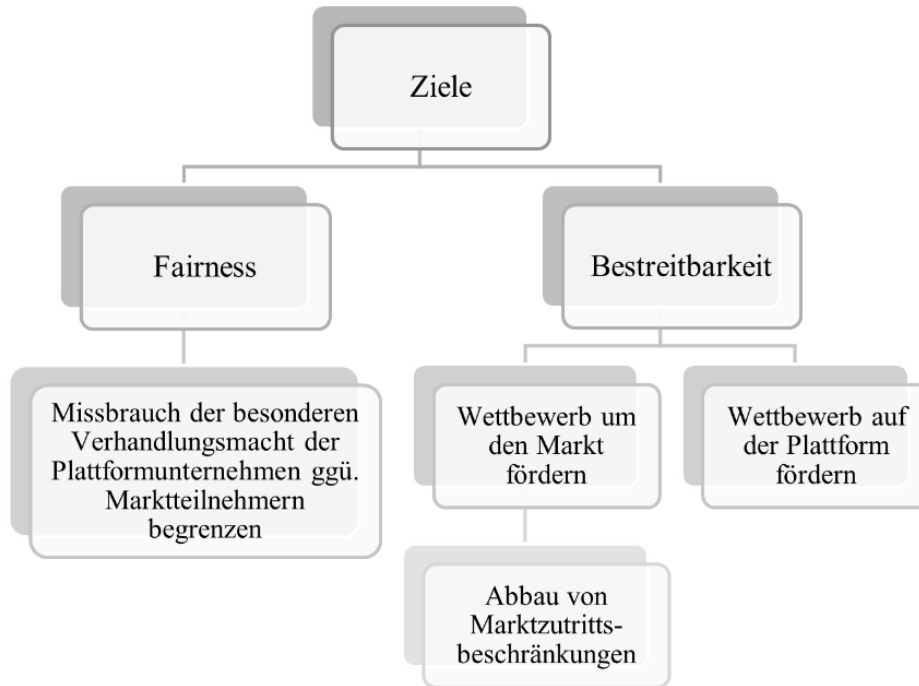 Ziele
Fairness
Bestreitbarkeit
Missbrauch der besonderen
Verhandlungsmacht der
Plattformunternehmen ggü.
Marktteilnehmern
begrenzen
Wettbewerb um
den Markt
fördern
Wettbewerb auf
der Plattform
fördern
Abbau von
Marktzutritts-
beschränkungen